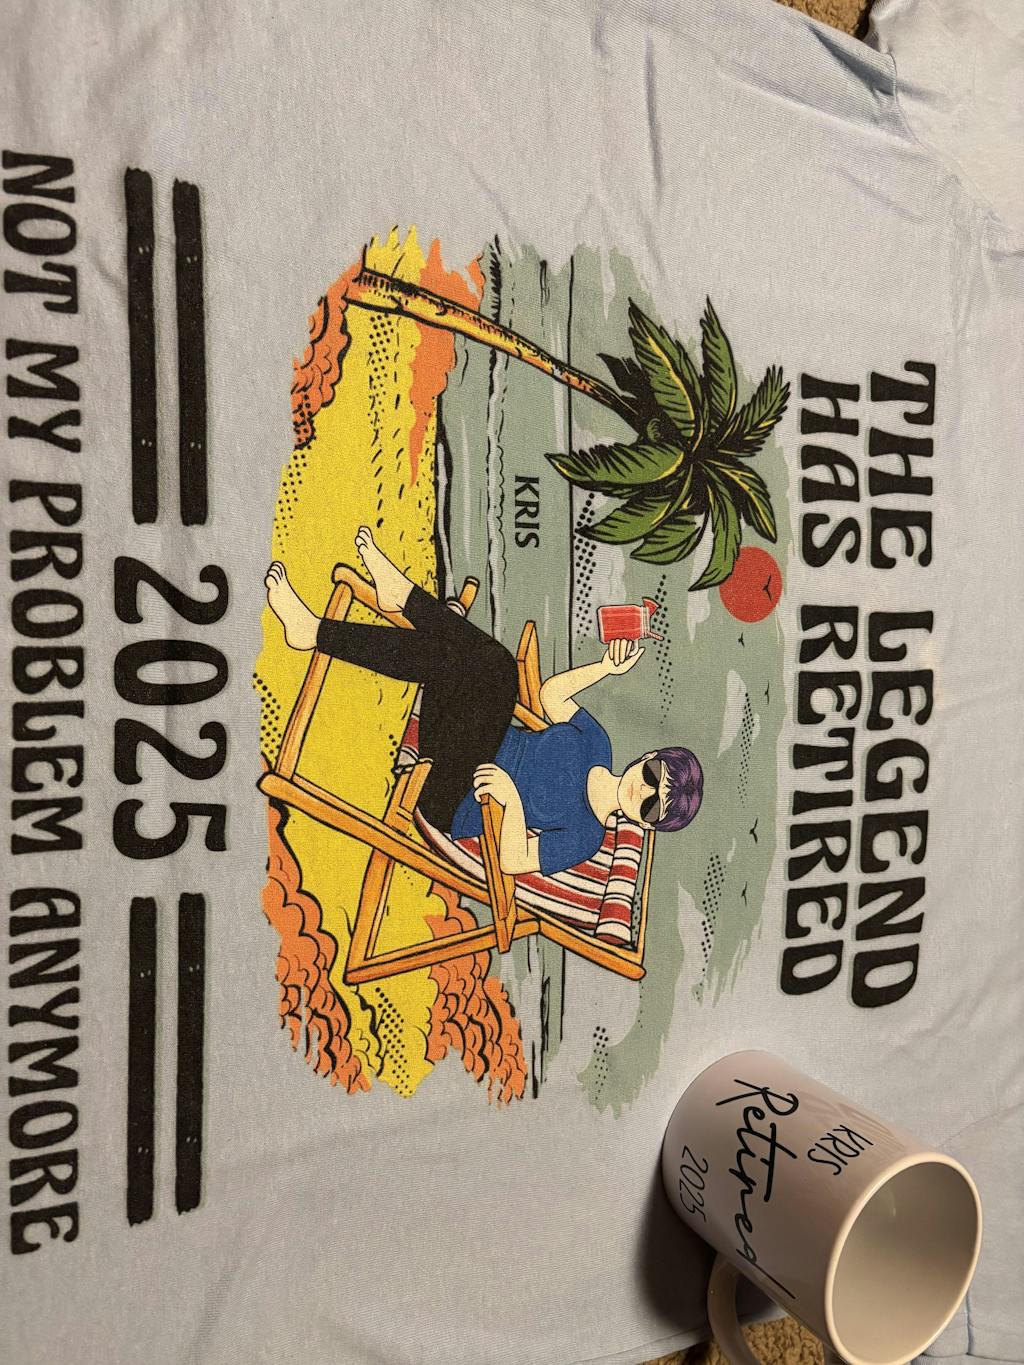 THE LEGEND
HAS RETIRED
KRIS
2025
NOT MY PROBLEM ANYMORE
KRIS
Retired
2025